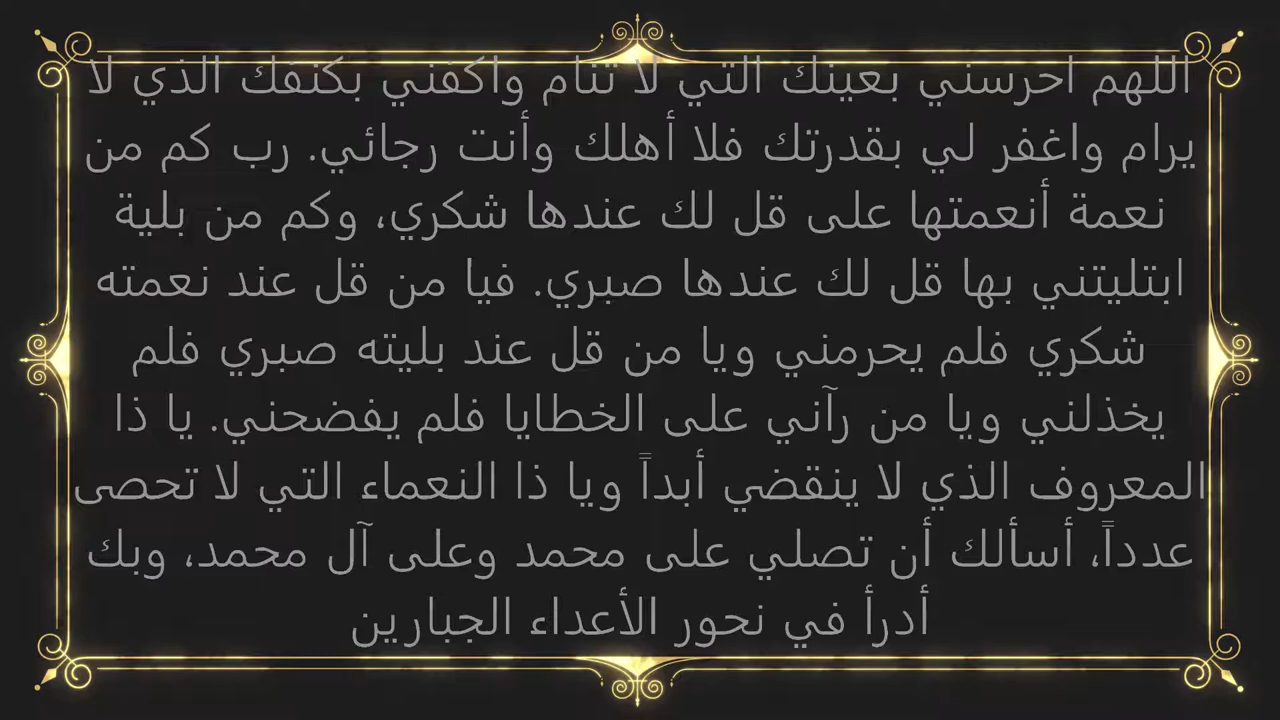 اللهم احرسني بعينك التي لا تنام واكفني بكنفك الذي لا
يرام واغفر لي بقدرتك فلا أهلك وأنت رجائي. رب كم من
نعمة أنعمتها على قل لك عندها شكري، وكم من بلية
ابتليتني بها قل لك عندها صبري. فيا من قل عند نعمته
شكري فلم يحرمني ويا من قل عند بليته صبري فلم
يخذلني ويا من رآني على الخطايا فلم يفضحني. يا ذا
المعروف الذي لا ينقضي أبداً ويا ذا النعماء التي لا تحصى
عدداً، أسألك أن تصلي على محمد وعلى آل محمد، وبك
أدرأ في نحور الأعداء الجبارين